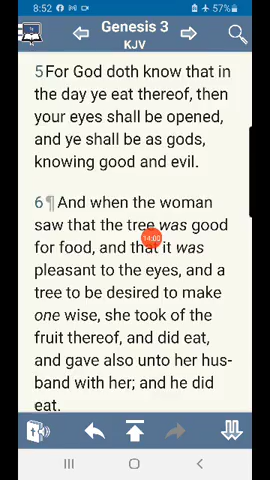 8:52
57%
Genesis 3
KJV
5 For God doth know that in
the day ye eat thereof, then
your eyes shall be opened,
and ye shall be as gods,
knowing good and evil.
6 ¶ And when the woman
saw that the tree was good
for food, and that it was
14:00
pleasant to the eyes, and a
tree to be desired to make
one wise, she took of the
fruit thereof, and did eat,
and gave also unto her hus-
band with her; and he did
eat.